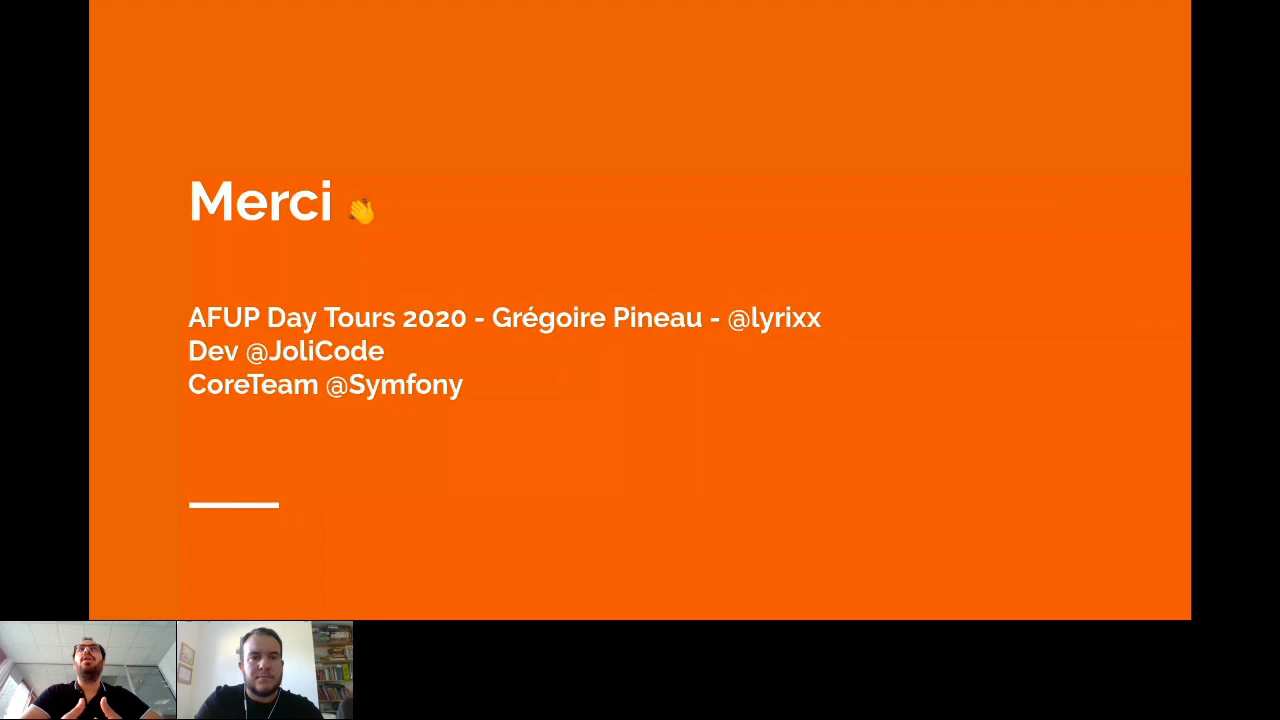 Merci 👏
AFUP Day Tours 2020 - Grégoire Pineau - @lyrixx
Dev @JoliCode
CoreTeam @Symfony